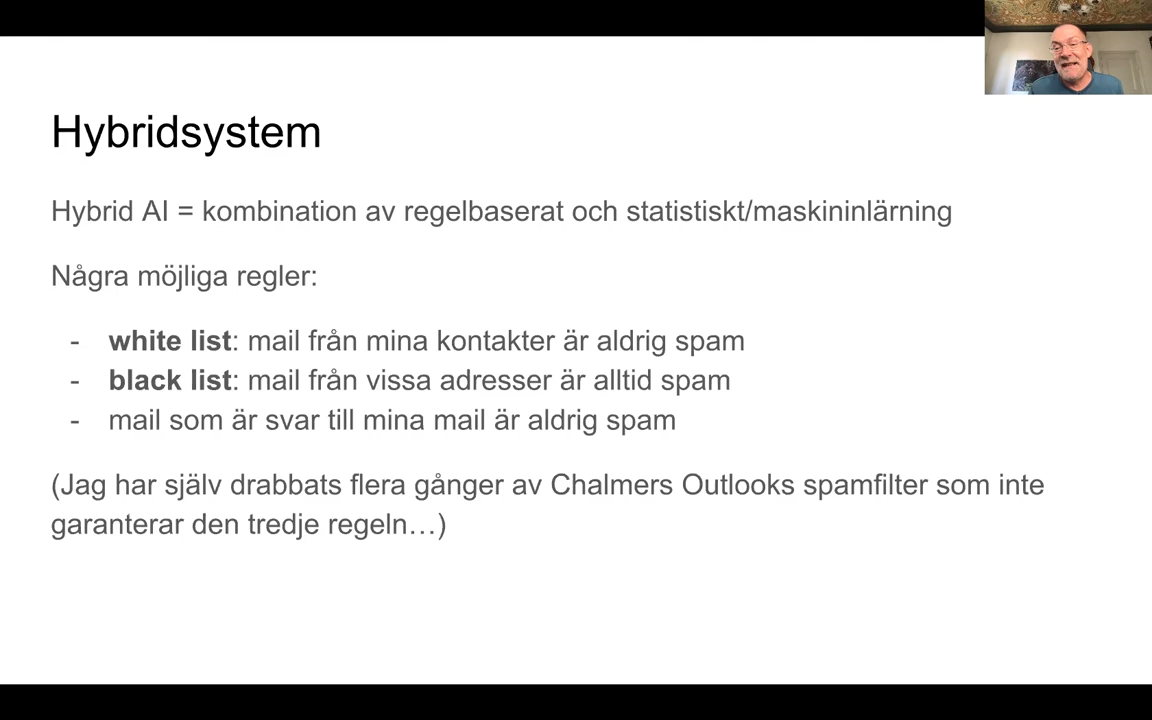 Hybridsystem
Hybrid AI = kombination av regelbaserat och statistiskt/maskininlärning
Några möjliga regler:
- white list: mail från mina kontakter är aldrig spam
- black list: mail från vissa adresser är alltid spam
- mail som är svar till mina mail är aldrig spam
(Jag har själv drabbats flera gånger av Chalmers Outlooks spamfilter som inte
garanterar den tredje regeln…)